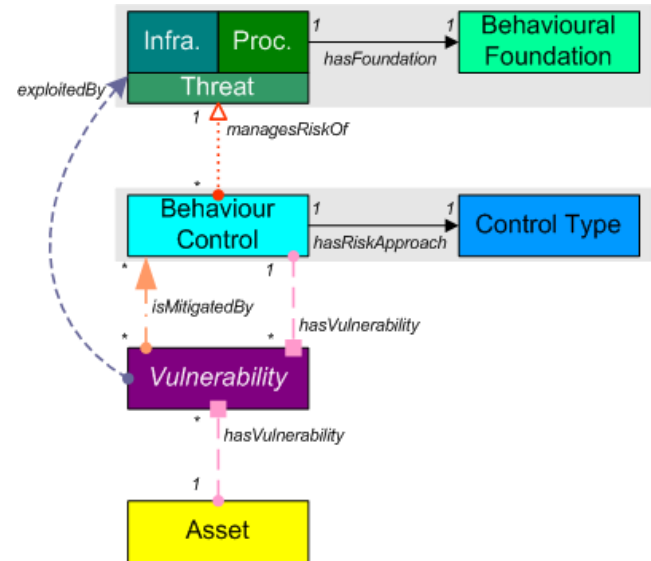 Infra.
Proc.
Threat
1
1
hasFoundation
Behavioural
Foundation
exploitedBy
1
managesRiskOf
*
Behaviour
Control
1
1
hasRiskApproach
Control Type
*
1
isMitigatedBy
hasVulnerability
*
*
Vulnerability
*
hasVulnerability
1
Asset